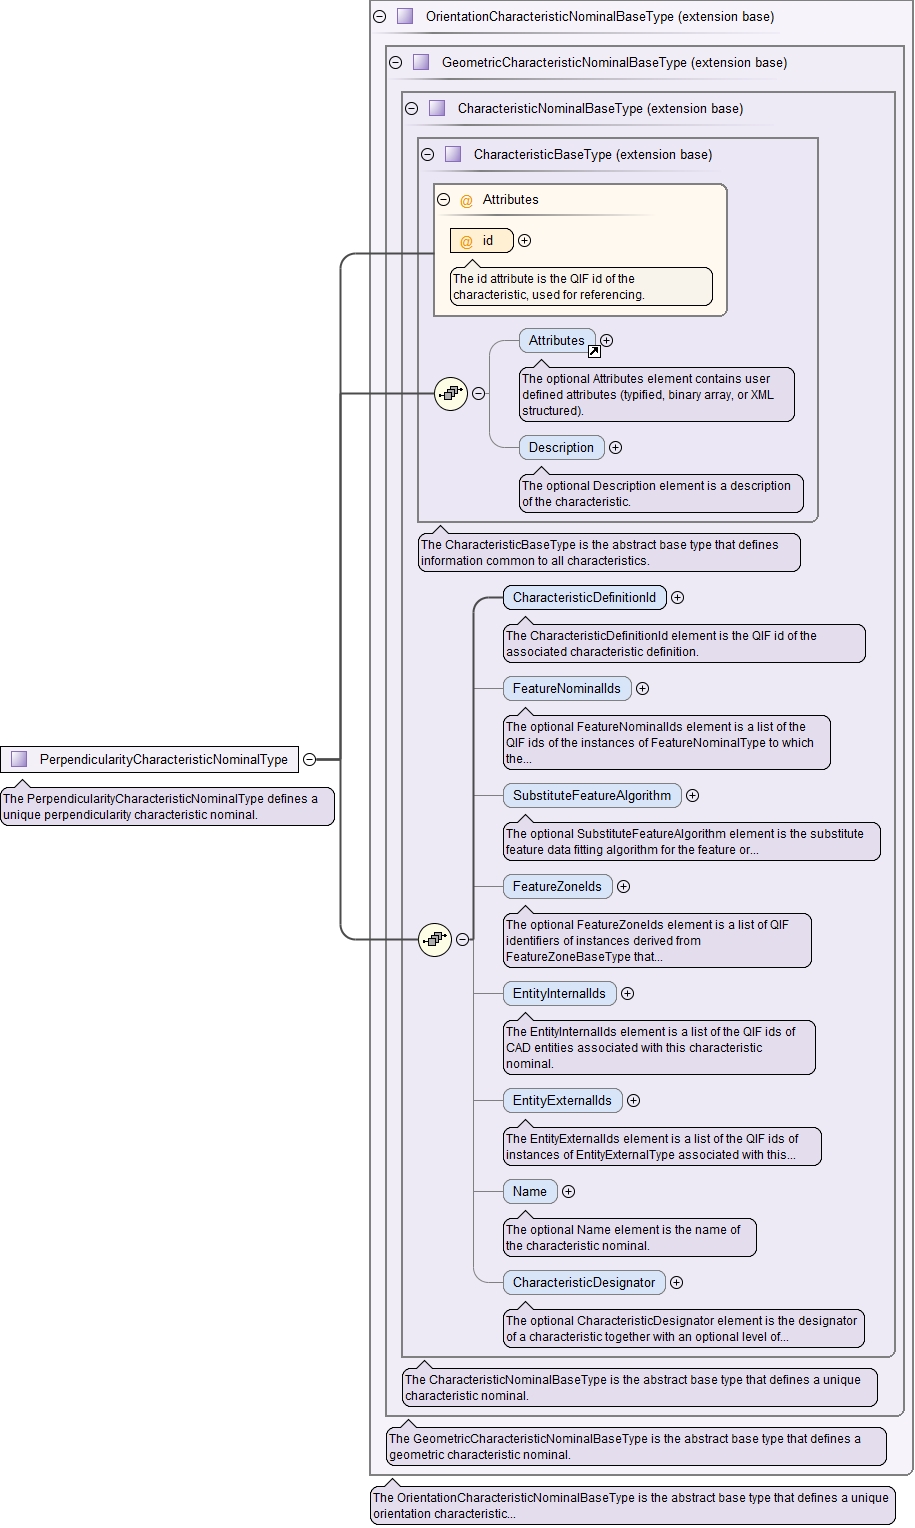 OrientationCharacteristicNominalBaseType (extension base)
GeometricCharacteristicNominalBaseType (extension base)
CharacteristicNominalBaseType (extension base)
CharacteristicBaseType (extension base)
@ Attributes
@ id
The id attribute is the QIF id of the
characteristic, used for referencing.
Attributes
The optional Attributes element contains user
defined attributes (typified, binary array, or XML
structured).
Description
The optional Description element is a description
of the characteristic.
The CharacteristicBaseType is the abstract base type that defines
information common to all characteristics.
CharacteristicDefinitionId
The CharacteristicDefinitionId element is the QIF id of the
associated characteristic definition.
FeatureNominalIds
The optional FeatureNominalIds element is a list of the
QIF ids of the instances of FeatureNominalType to which
the...
PerpendicularityCharacteristicNominalType
The PerpendicularityCharacteristicNominalType defines a
unique perpendicularity characteristic nominal.
SubstituteFeatureAlgorithm
The optional SubstituteFeatureAlgorithm element is the substitute
feature data fitting algorithm for the feature or...
FeatureZoneIds
The optional FeatureZoneIds element is a list of QIF
identifiers of instances derived from
FeatureZoneBaseType that...
EntityInternalIds
The EntityInternalIds element is a list of the QIF ids of
CAD entities associated with this characteristic
nominal.
EntityExternalIds
The EntityExternalIds element is a list of the QIF ids of
instances of EntityExternalType associated with this...
Name
The optional Name element is the name of
the characteristic nominal.
CharacteristicDesignator
The optional CharacteristicDesignator element is the designator
of a characteristic together with an optional level of...
The CharacteristicNominalBaseType is the abstract base type that defines a unique
characteristic nominal.
The GeometricCharacteristicNominalBaseType is the abstract base type that defines a
geometric characteristic nominal.
The OrientationCharacteristicNominalBaseType is the abstract base type that defines a unique
orientation characteristic...